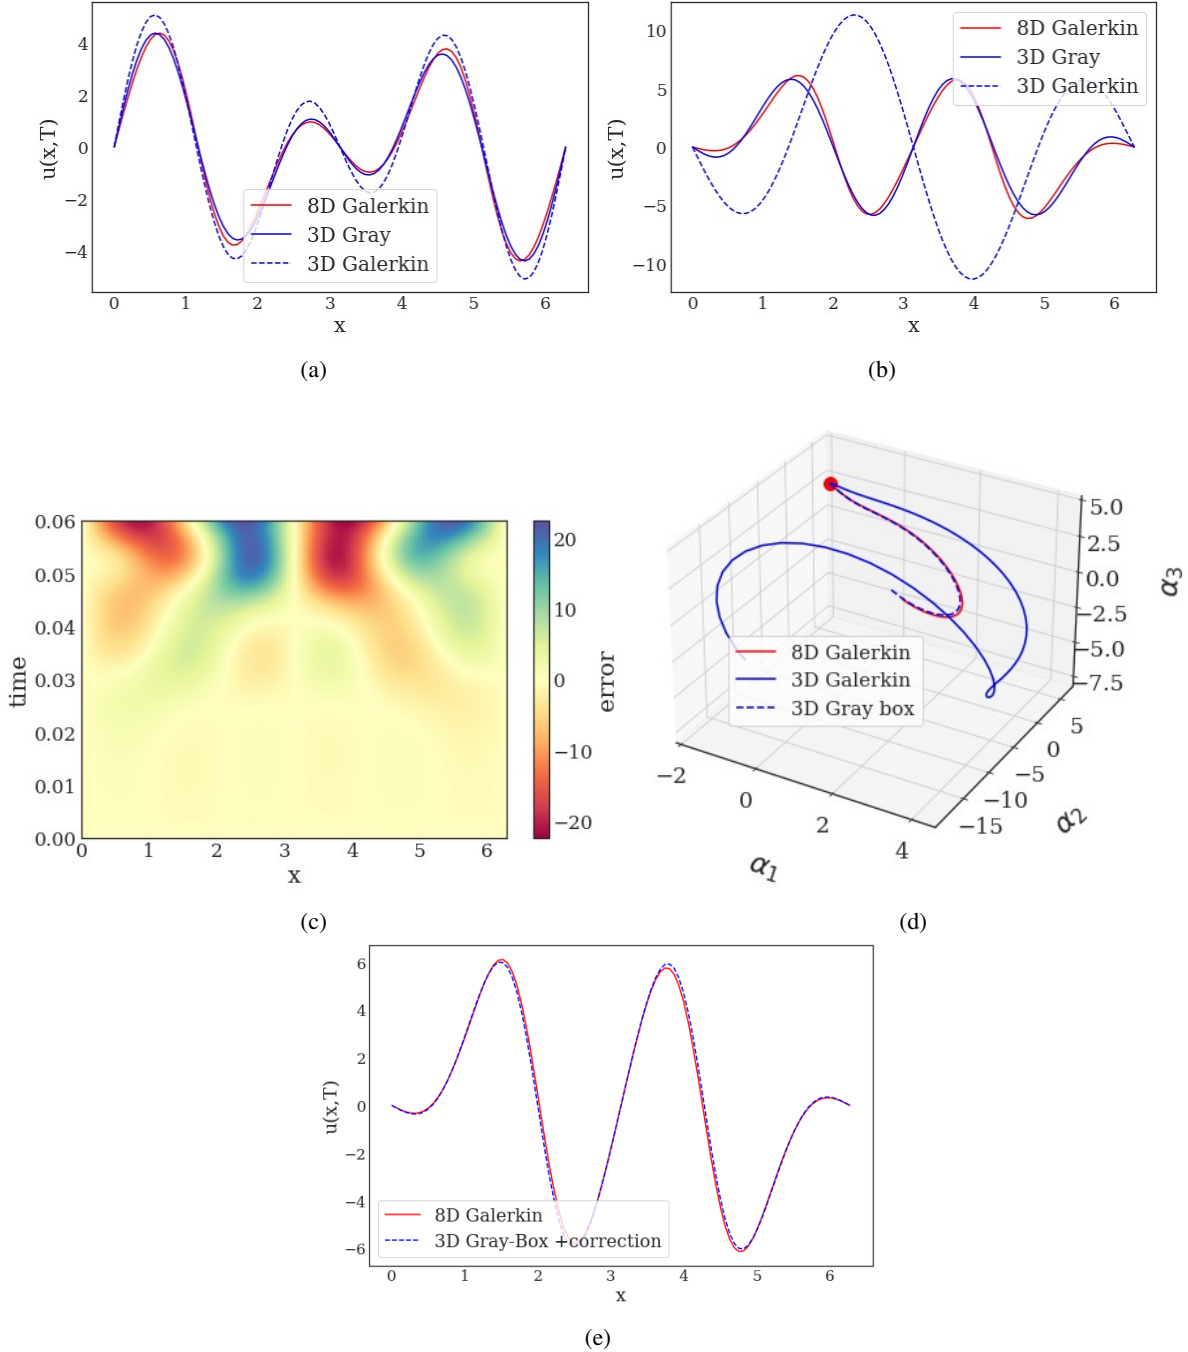 4
2
0
−2
−4
u(x,T)
8D Galerkin
3D Gray
3D Galerkin
0 1 2 3 4 5 6
x
(a)
10
5
0
−5
−10
u(x,T)
8D Galerkin
3D Gray
3D Galerkin
0 1 2 3 4 5 6
x
(b)
0.06
0.05
0.04
0.03
0.02
0.01
0.00
time
0 1 2 3 4 5 6
x
20
10
0
−10
−20
error
(c)
8D Galerkin
3D Galerkin
3D Gray box
5.0
2.5
0.0
−2.5
−5.0
−7.5
α3
5
0
−5
−10
−15
α2
−2
0
2
4
α1
(d)
6
4
2
0
−2
−4
−6
u(x,T)
8D Galerkin
3D Gray-Box +correction
0 1 2 3 4 5 6
x
(e)